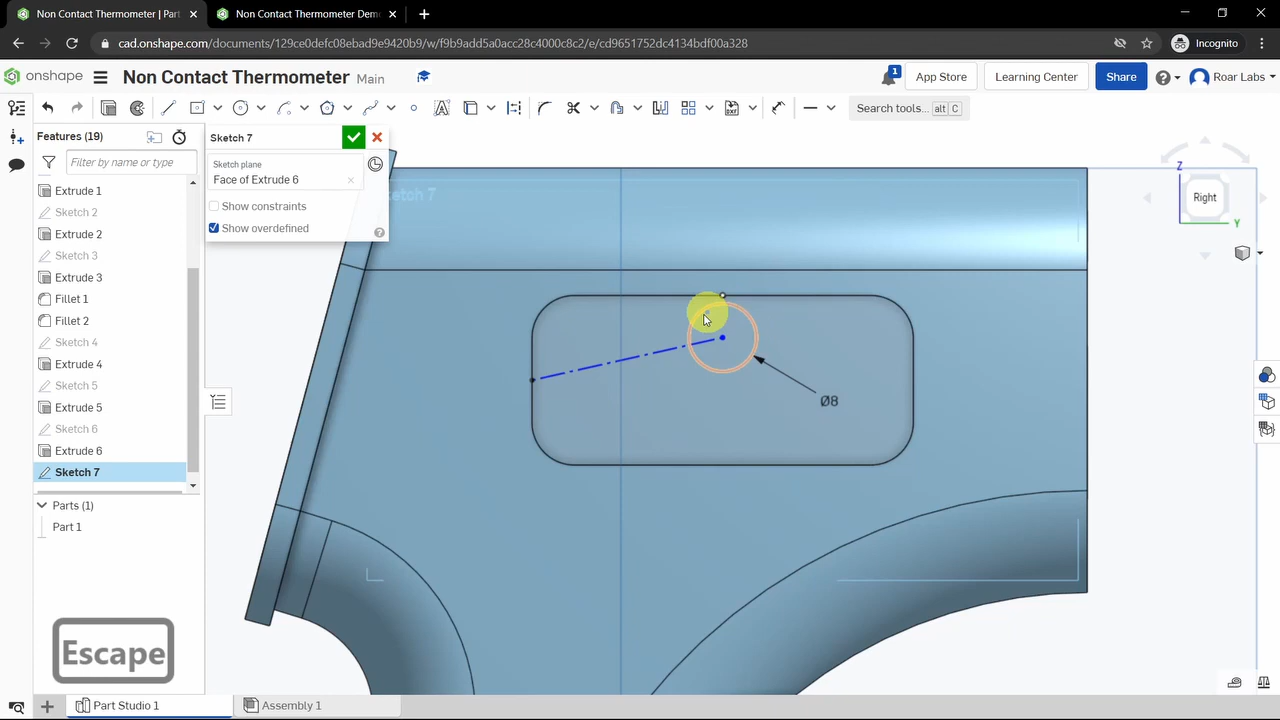 Non Contact Thermometer | Part
Non Contact Thermometer Demo
cad.onshape.com/documents/129ce0defc08ebad9e9420b9/w/f9b9add5a0acc28c4000c8c2/e/cd9651752dc4134bdf00a328
Incognito
onshape
Non Contact Thermometer
Main
1
App Store
Learning Center
Share
Roar Labs
Search tools...
alt
C
Features (19)
Filter by name or type
Extrude 1
Sketch 2
Extrude 2
Sketch 3
Extrude 3
Fillet 1
Fillet 2
Sketch 4
Extrude 4
Sketch 5
Extrude 5
Sketch 6
Extrude 6
Sketch 7
Parts (1)
Part 1
Sketch 7
Sketch plane
Face of Extrude 6
Show constraints
Show overdefined
Ø8
Z
Right
Y
Escape
Part Studio 1
Assembly 1